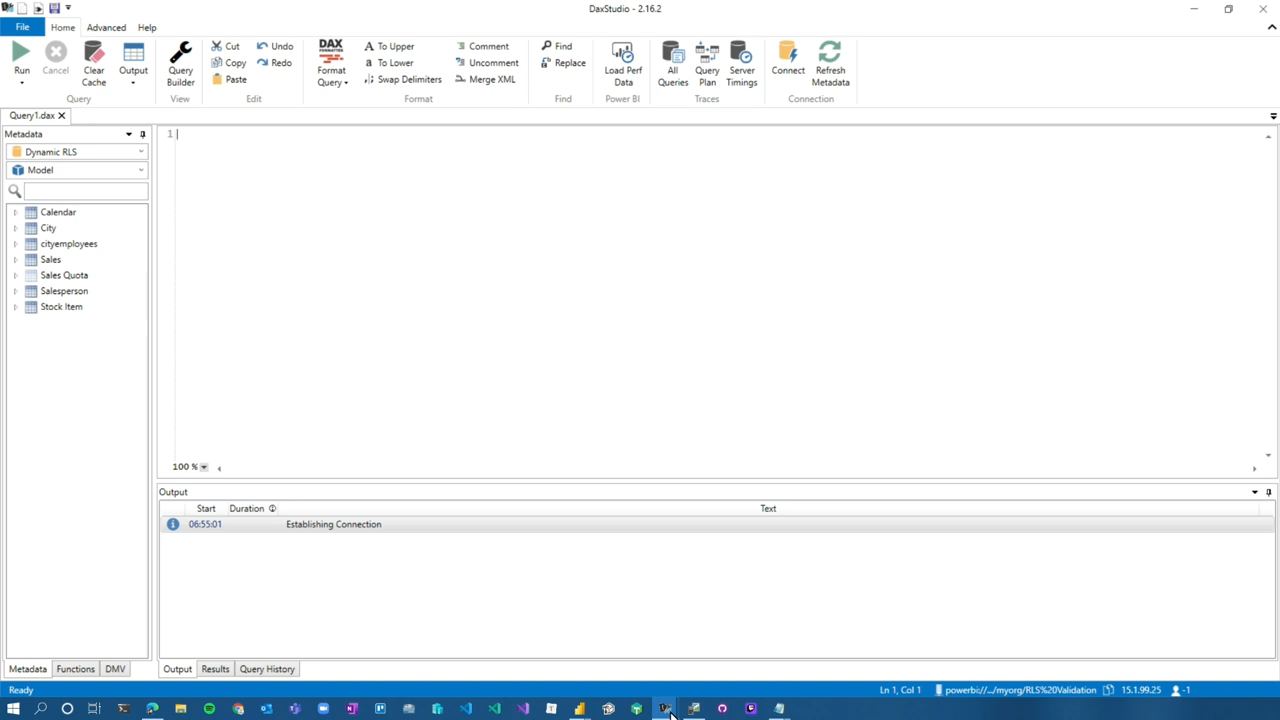 DaxStudio - 2.16.2
File
Home
Advanced
Help
Run
Cancel
Clear
Cache
Output
Query
Query
Builder
View
Cut
Copy
Paste
Undo
Redo
Edit
DAX
FORMATTER
Format
Query
A To Upper
a To Lower
Swap Delimiters
Comment
Uncomment
Merge XML
Format
Find
Replace
Find
Load Perf
Data
Power BI
All
Queries
Query
Plan
Server
Timings
Traces
Connect
Refresh
Metadata
Connection
Query1.dax
Metadata
Dynamic RLS
Model
Calendar
City
cityemployees
Sales
Sales Quota
Salesperson
Stock Item
1
100 %
Output
Start
Duration
Text
06:55:01
Establishing Connection
Metadata
Functions
DMV
Output
Results
Query History
Ready
Ln 1, Col 1
powerbi://.../myorg/RLS%20Validation
15.1.99.25
-1